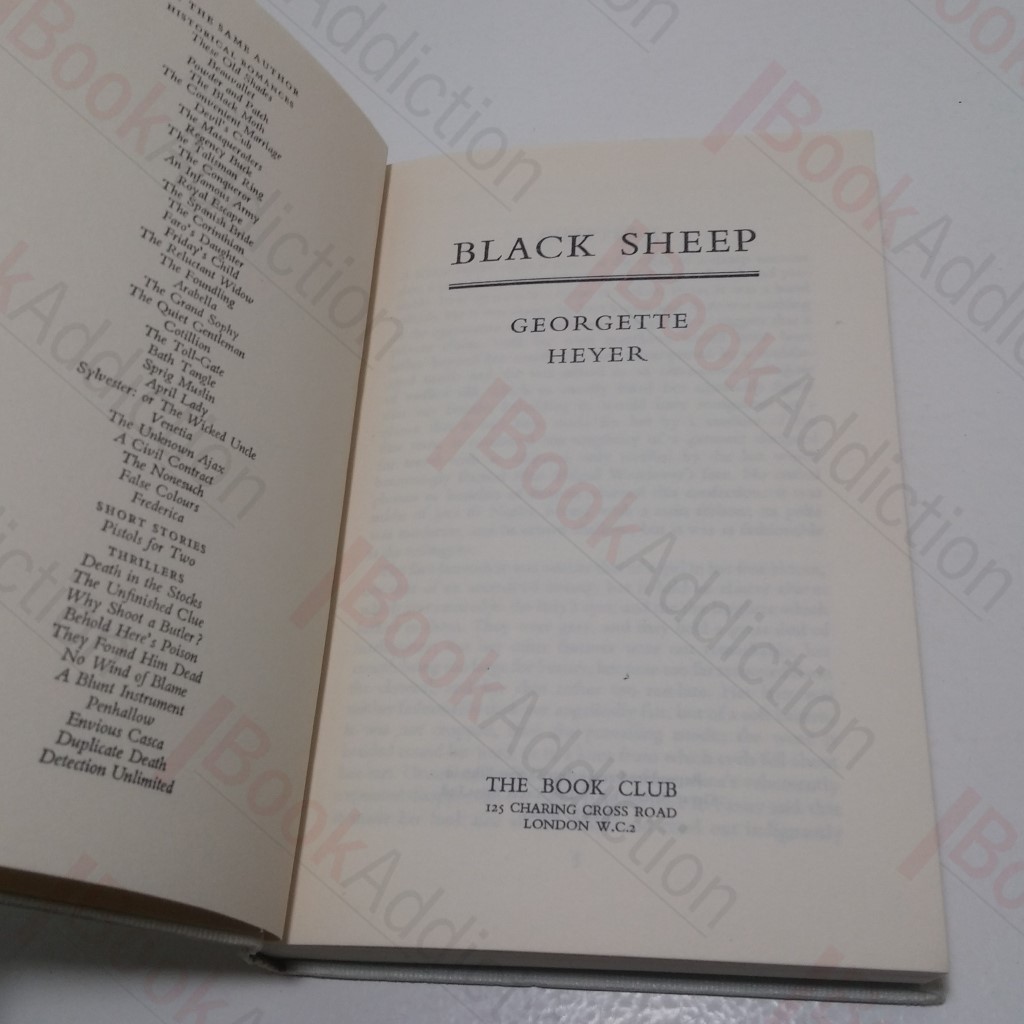 THE SAME AUTHOR
HISTORICAL ROMANCES
These Old Shades
Beauvallet
Powder and Patch
The Black Moth
The Convenient Marriage
Devil's Cub
The Masqueraders
Regency Buck
The Talisman Ring
The Conqueror
An Infamous Army
Royal Escape
The Spanish Bride
The Corinthian
Faro's Daughter
Friday's Child
The Reluctant Widow
The Foundling
Arabella
The Grand Sophy
The Quiet Gentleman
Cotillion
The Toll-Gate
Bath Tangle
Sprig Muslin
April Lady
Sylvester: or The Wicked Uncle
Venetia
The Unknown Ajax
A Civil Contract
The Nonesuch
False Colours
Frederica
SHORT STORIES
Pistols for Two
THRILLERS
Death in the Stocks
The Unfinished Clue
Why Shoot a Butler?
Behold Here's Poison
They Found Him Dead
No Wind of Blame
A Blunt Instrument
Penhallow
Envious Casca
Duplicate Death
Detection Unlimited
BLACK SHEEP
GEORGETTE
HEYER
THE BOOK CLUB
125 CHARING CROSS ROAD
LONDON W.C.2
BookAddiction